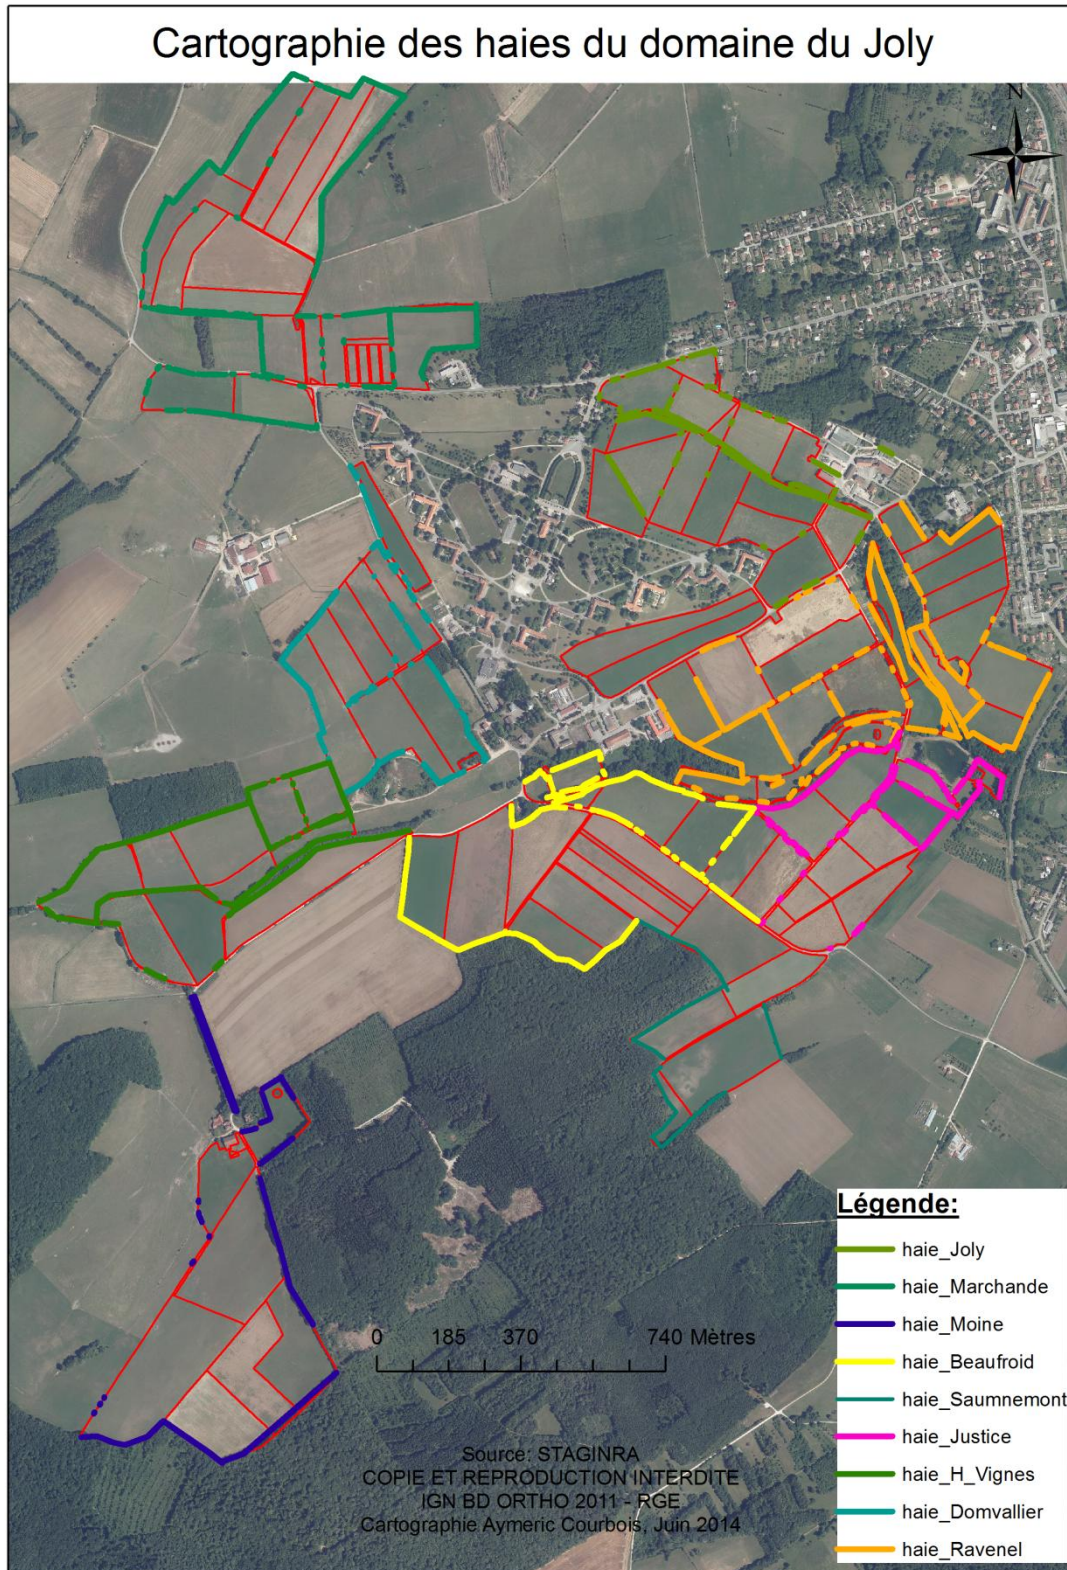 Cartographie des haies du domaine du Joly
N
Légende:
haie_Joly
haie_Marchande
haie_Moine
haie_Beaufroid
haie_Saumnemont
haie_Justice
haie_H_Vignes
haie_Domvallier
haie_Ravenel
0 185 370 740 Mètres
Source: STAGINRA
COPIE ET REPRODUCTION INTERDITE
IGN BD ORTHO 2011 - RGE
Cartographie Aymeric Courbois, Juin 2014